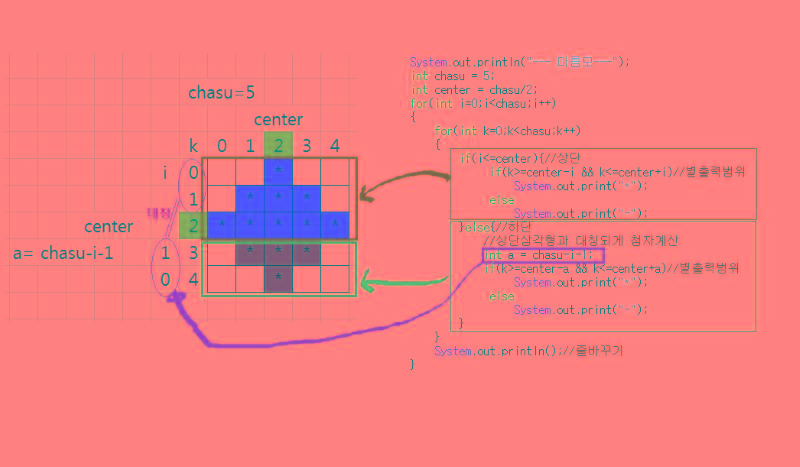 chasu=5
center
k 0 1 2 3 4
i 0 *
1 * * *
center 2 * * * * *
a= chasu-i-1 1 3 * * *
0 4 *
대칭
System.out.println("--- 마름모---");
int chasu = 5;
int center = chasu/2;
for(int i=0;i<chasu;i++)
{
for(int k=0;k<chasu;k++)
{
if(i<=center){//상단
if(k>=center-i && k<=center+i)//별출력범위
System.out.print("*");
else
System.out.print("-");
}else{//하단
//상단삼각형과 대칭되게 첨자계산
int a = chasu-i-1;
if(k>=center-a && k<=center+a)//별출력범위
System.out.print("*");
else
System.out.print("-");
}
}
System.out.println();//줄바꾸기
}